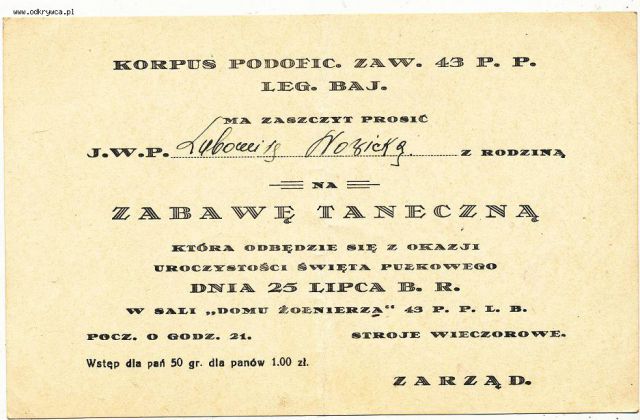 www.odkrywca.pl
KORPUS PODOFIC. ZAW. 43 P. P.
LEG. BAJ.
MA ZASZCZYT PROSIĆ
J.W.P. Lubomiłę Nowicką. Z RODZINĄ
NA
ZABAWĘ TANECZNĄ
KTÓRA ODBĘDZIE SIĘ Z OKAZJI
UROCZYSTOŚCI ŚWIĘTA PUŁKOWEGO
DNIA 25 LIPCA B. R.
W SALI „DOMU ŻOŁNIERZA" 43 P. P. L. B.
POCZ. O GODZ. 21. STROJE WIECZOROWE.
Wstęp dla pań 50 gr. dla panów 1.00 zł.
ZARZĄD.